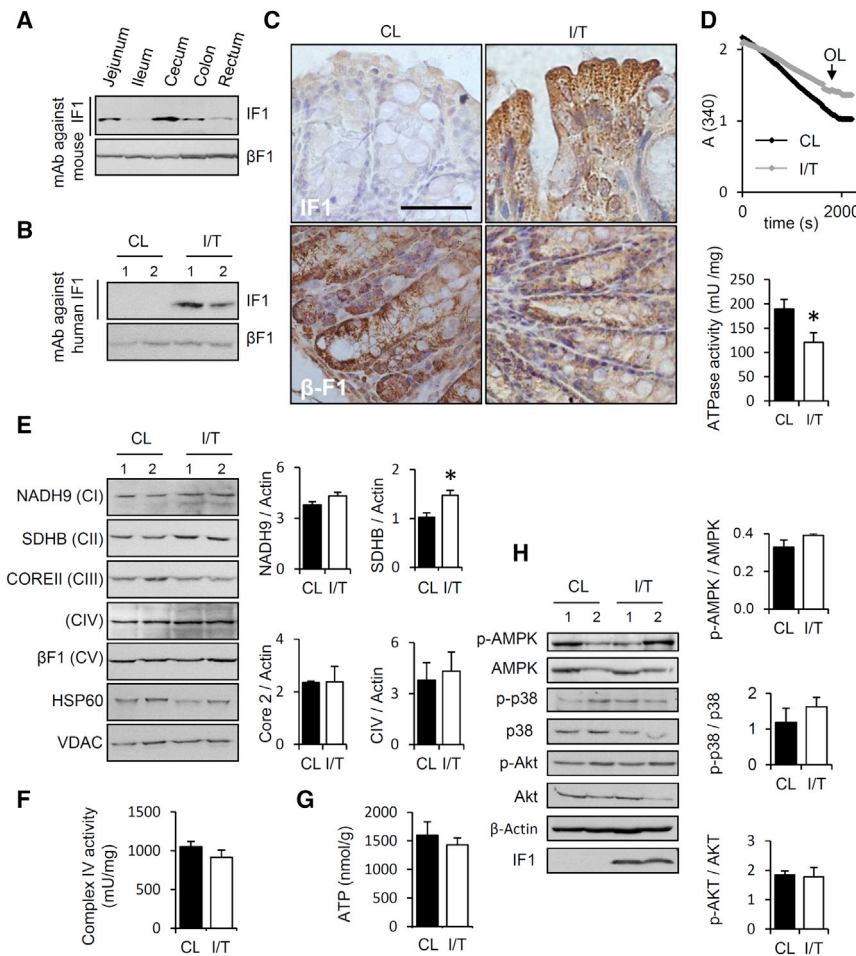 A
Jejunum
Ileum
Cecum
Colon
Rectum
mAb against
mouse IF1
IF1
βF1
B
CL
I/T
1 2 1 2
mAb against
human IF1
IF1
βF1
C
CL
I/T
IF1
β-F1
D
2
1
0
A (340)
OL
CL
I/T
0
2000
time (s)
ATPase activity (mU /mg)
200
150
100
50
0
*
CL I/T
E
CL
I/T
1 2 1 2
NADH9 (CI)
SDHB (CII)
COREII (CIII)
(CIV)
βF1 (CV)
HSP60
VDAC
NADH9 / Actin
6
3
0
CL I/T
SDHB / Actin
2
1
0
*
CL I/T
Core 2 / Actin
4
2
0
CL I/T
CIV / Actin
6
3
0
CL I/T
F
Complex IV activity
(mU/mg)
1500
1000
500
0
CL I/T
G
ATP (nmol/g)
2000
1500
1000
500
0
CL I/T
H
CL
I/T
1 2 1 2
p-AMPK
AMPK
p-p38
p38
p-Akt
Akt
β-Actin
IF1
p-AMPK / AMPK
0.4
0.2
0.0
CL I/T
p-p38 / p38
2
1
0
CL I/T
p-AKT / AKT
3
2
1
0
CL I/T